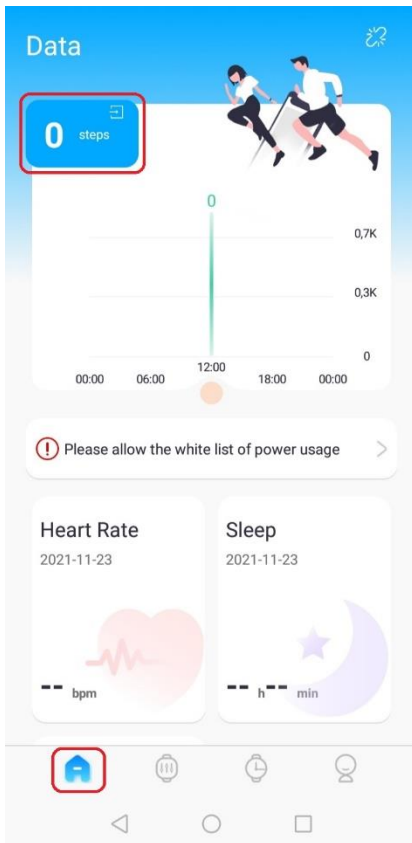 Data
0 steps
0
0,7K
0,3K
0
00:00 06:00 12:00 18:00 00:00
Please allow the white list of power usage
Heart Rate
2021-11-23
-- bpm
Sleep
2021-11-23
-- h -- min